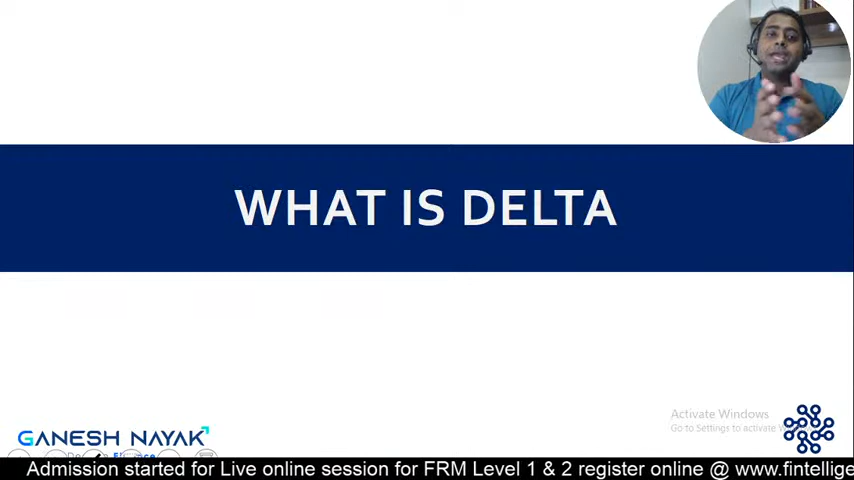 WHAT IS DELTA
Activate Windows
Go to Settings to activate
GANESH NAYAK
Admission started for Live online session for FRM Level 1 & 2 register online @ www.fintellige